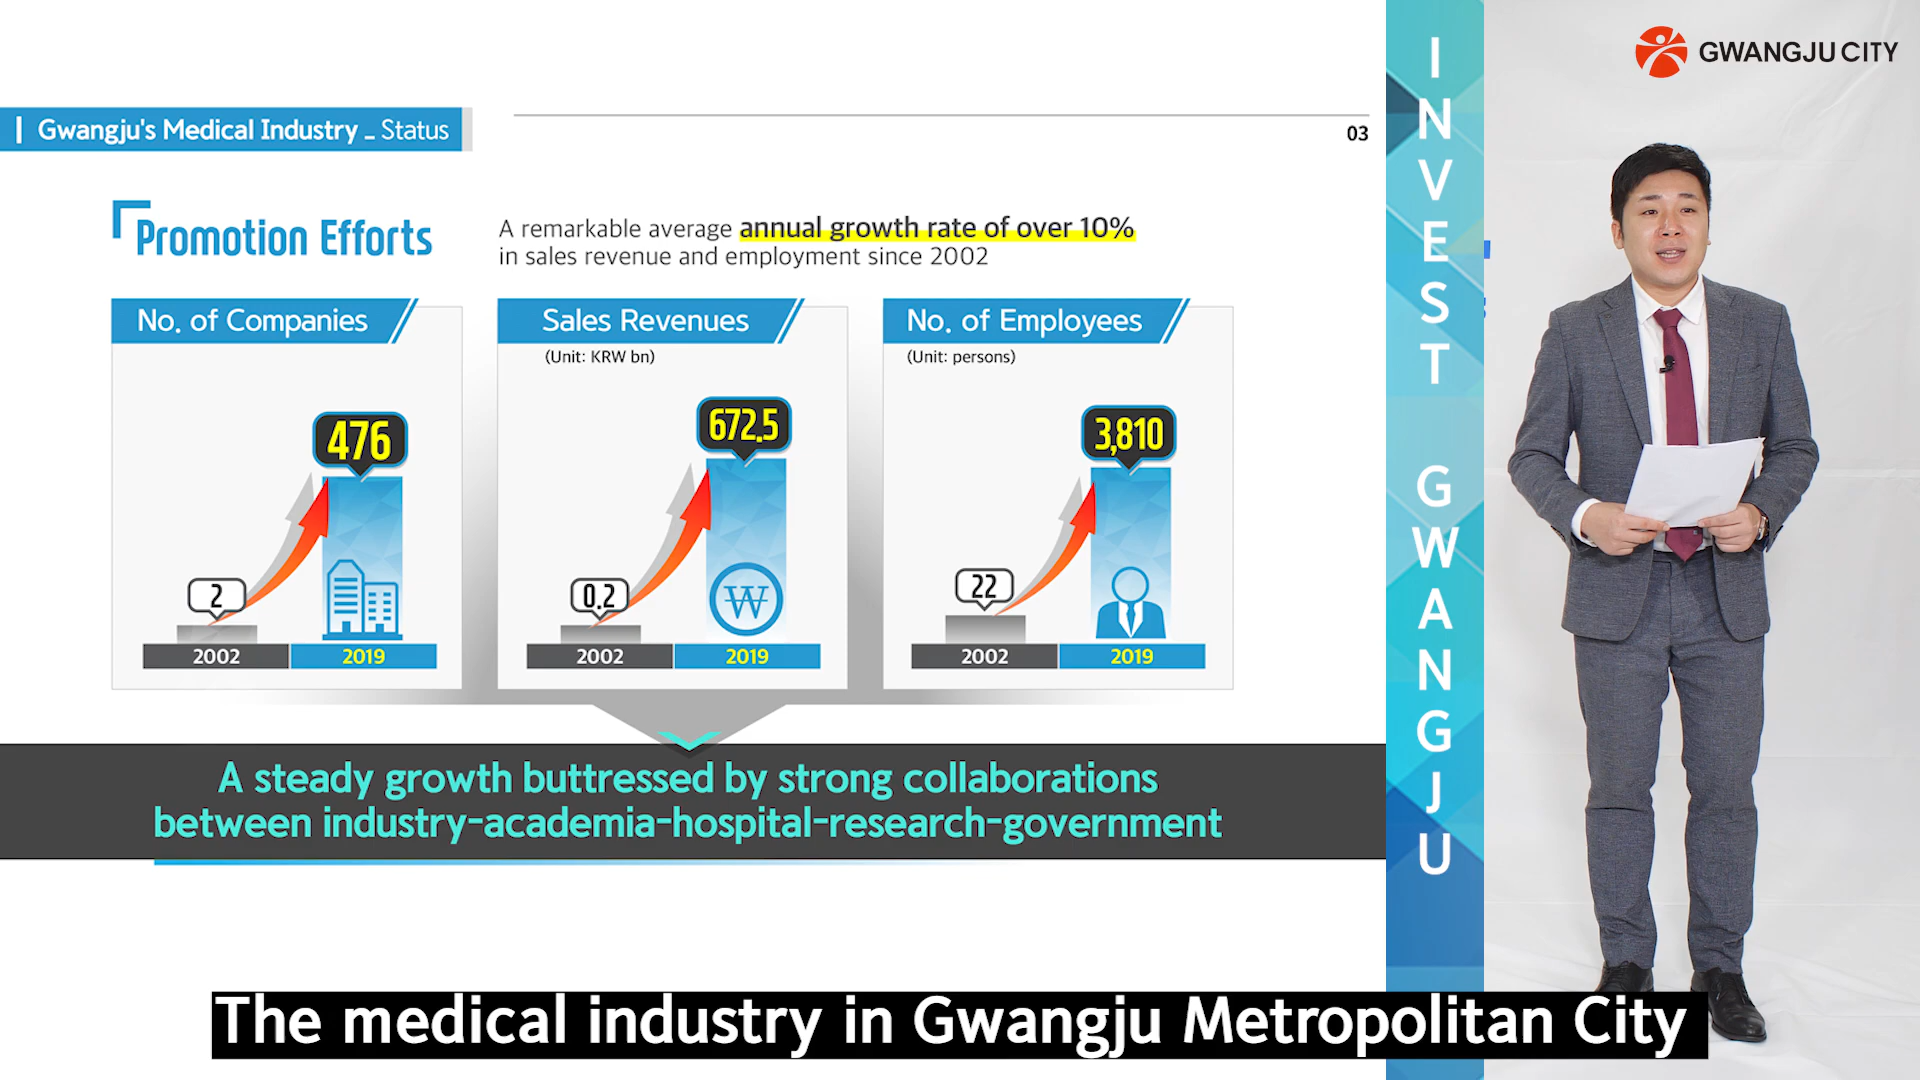 GWANGJU CITY
Gwangju's Medical Industry _ Status
03
Promotion Efforts
A remarkable average annual growth rate of over 10%
in sales revenue and employment since 2002
No. of Companies
476
2
2002
2019
Sales Revenues
(Unit: KRW bn)
672.5
0.2
W
2002
2019
No. of Employees
(Unit: persons)
3,810
22
2002
2019
A steady growth buttressed by strong collaborations
between industry-academia-hospital-research-government
INVEST GWANGJU
The medical industry in Gwangju Metropolitan City